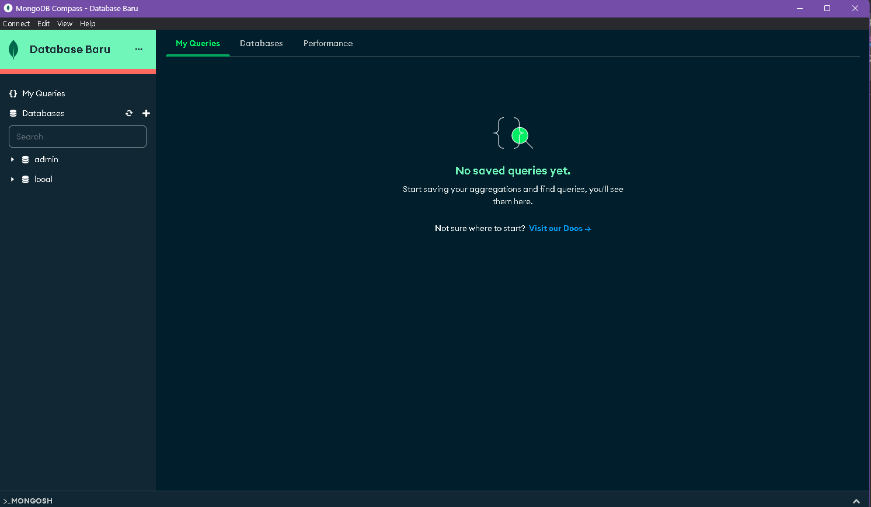 MongoDB Compass - Database Baru
Connect Edit View Help
Database Baru ...
My Queries Databases Performance
{} My Queries
Databases
Search
admin
local
No saved queries yet.
Start saving your aggregations and find queries, you'll see
them here.
Not sure where to start? Visit our Docs →
>_MONGOSH